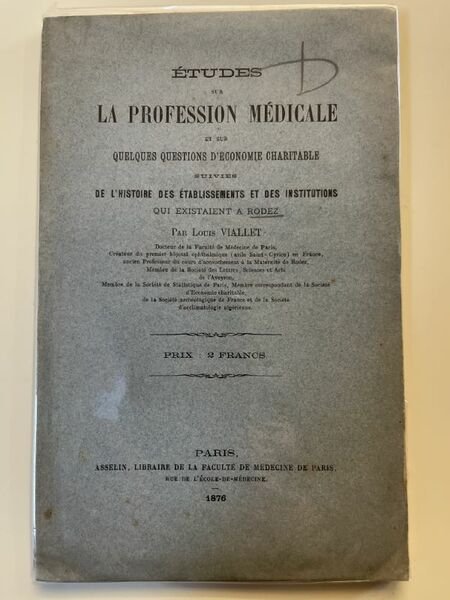 ÉTUDES
SUR
LA PROFESSION MÉDICALE
ET SUR
QUELQUES QUESTIONS D'ÉCONOMIE CHARITABLE
SUIVIES
DE L'HISTOIRE DES ÉTABLISSEMENTS ET DES INSTITUTIONS
QUI EXISTAIENT A RODEZ
PAR LOUIS VIALLET
Docteur de la Faculté de Médecine de Paris,
Créateur du premier hôpital ophthalmique (asile Saint-Cyrice) en France,
ancien Professeur du cours d'accouchement à la Maternité de Rodez,
Membre de la Société des Lettres, Sciences et Arts
de l'Aveyron,
Membre de la Société de Statistique de Paris, Membre correspondant de la Société
d'Economie charitable,
de la Société archéologique de France et de la Société
d'acclimatologie algérienne.
PRIX : 2 FRANCS
PARIS,
ASSELIN, LIBRAIRE DE LA FACULTÉ DE MÉDECINE DE PARIS,
RUE DE L'ÉCOLE-DE-MÉDECINE.
1876